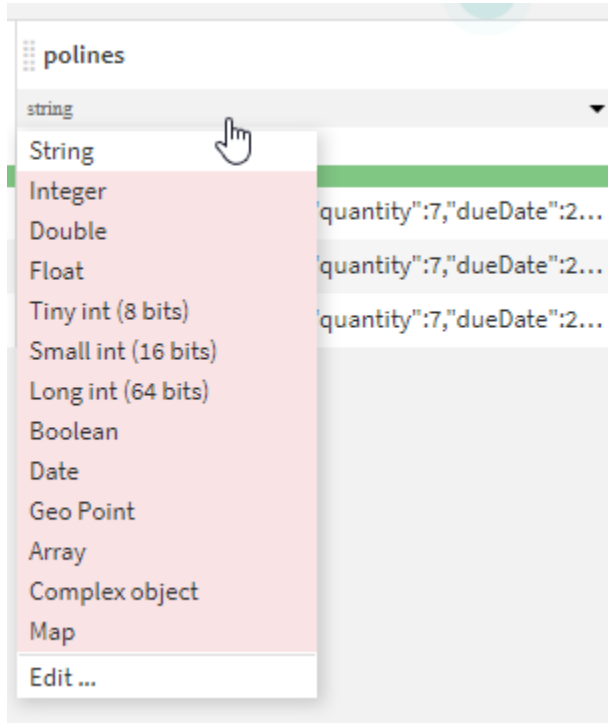 polines
string
String
Integer
"quantity":7,"dueDate":2...
Double
Float
"quantity":7,"dueDate":2...
Tiny int (8 bits)
"quantity":7,"dueDate":2...
Small int (16 bits)
Long int (64 bits)
Boolean
Date
Geo Point
Array
Complex object
Map
Edit ...